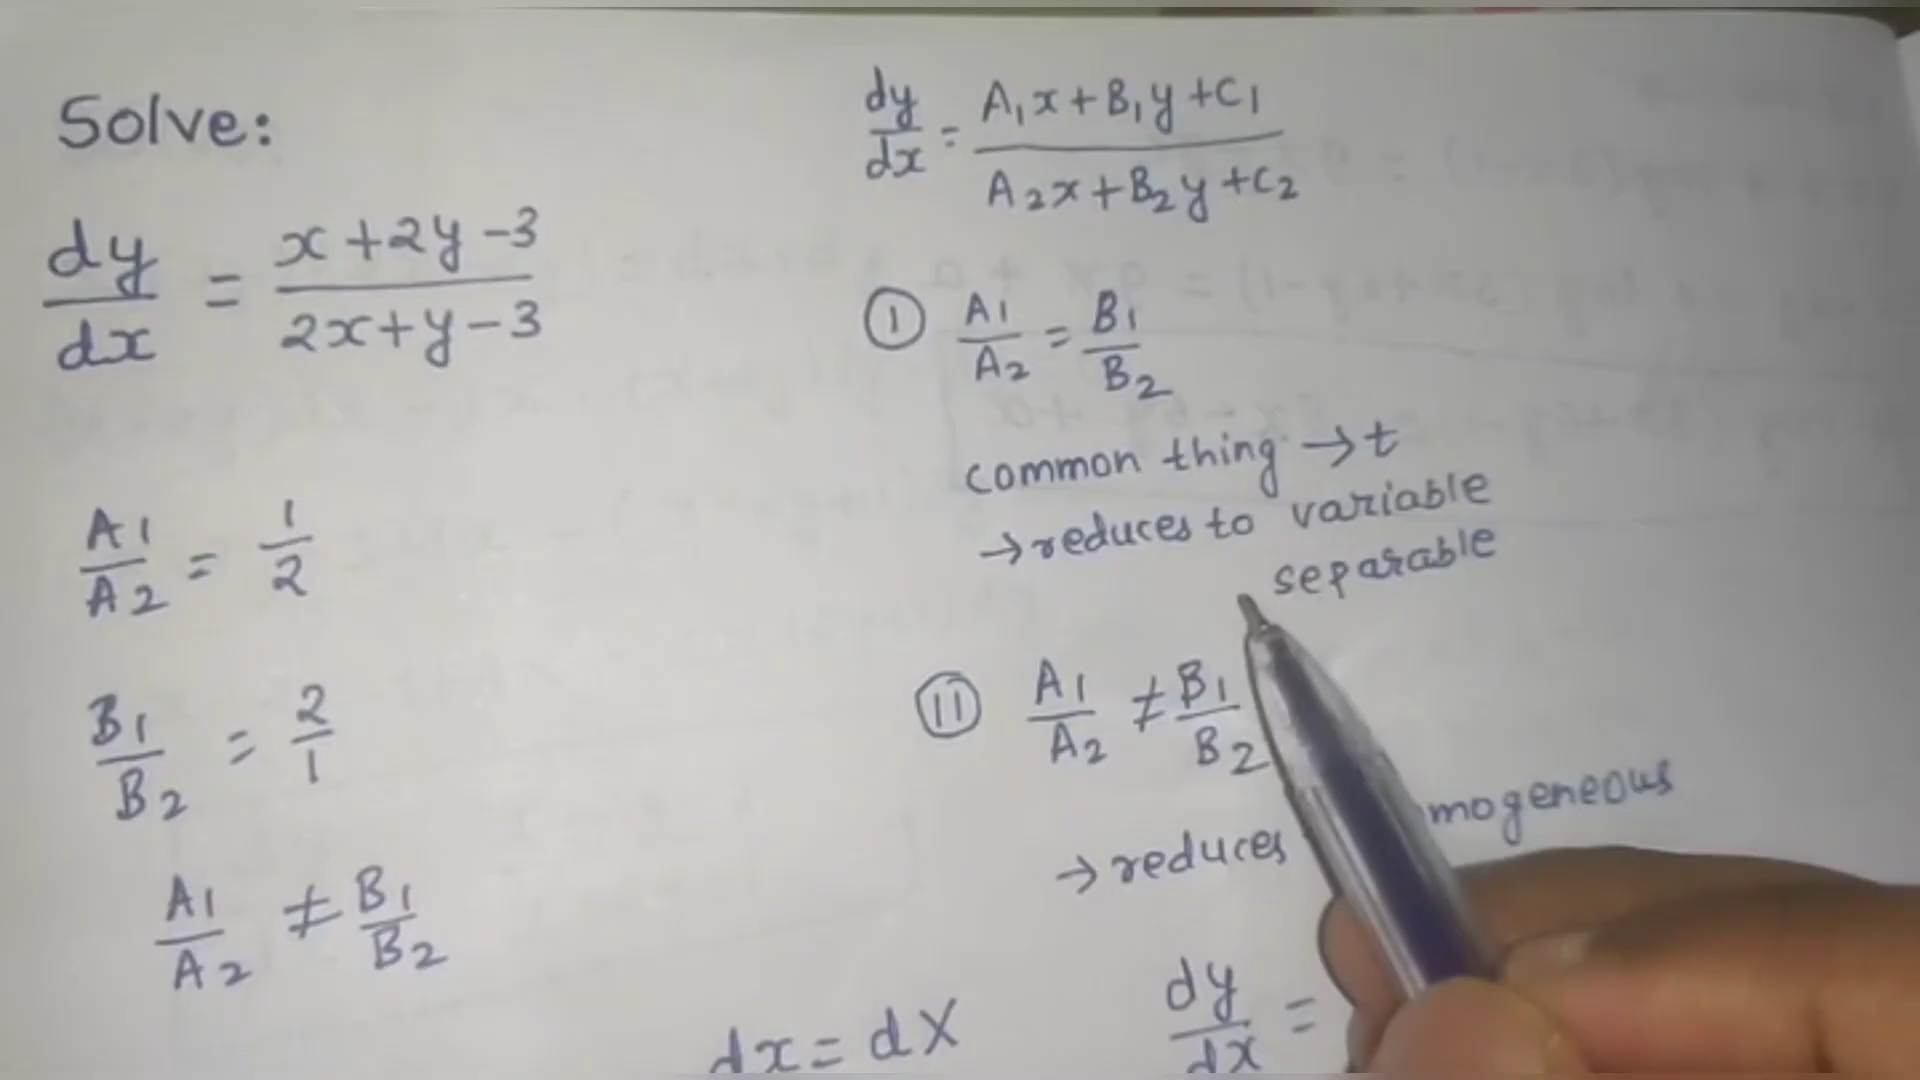 Solve:
dy/dx = x+2y-3/2x+y-3
A1/A2 = 1/2
B1/B2 = 2/1
A1/A2 ≠ B1/B2
dx = dX
dy/dx = A1x+B1y+C1/A2x+B2y+C2
① A1/A2 = B1/B2
common thing → t
→ reduces to variable
separable
⑪ A1/A2 ≠ B1/B2
→ reduces mogeneous
dy/dx =